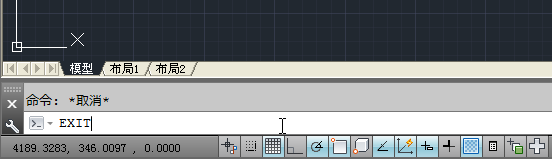 模型 布局1 布局2
命令: *取消*
EXIT
4189.3283, 346.0097 , 0.0000